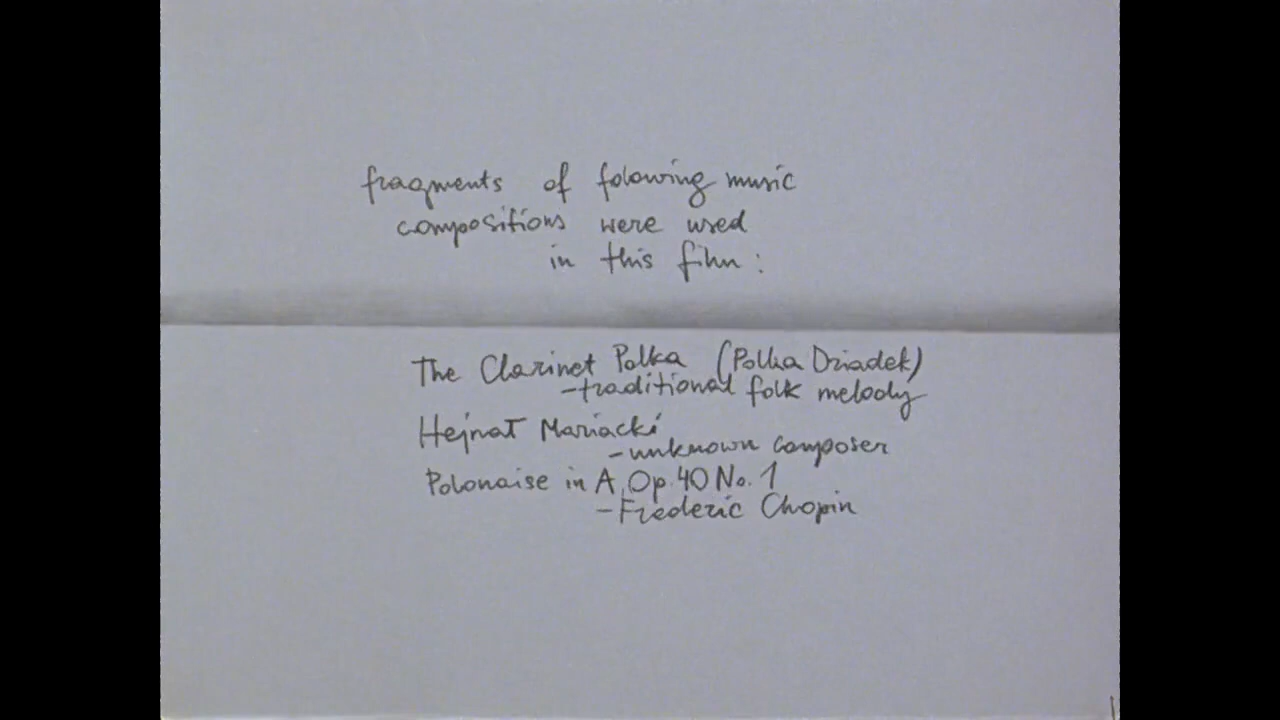 fragments of folowing music
compositions were used
in this film:
The Clarinet Polka (Polka Dziadek)
-traditional folk melody
Hejnał Mariacki
-unknown composer
Polonaise in A, Op. 40 No. 1
-Frederic Chopin